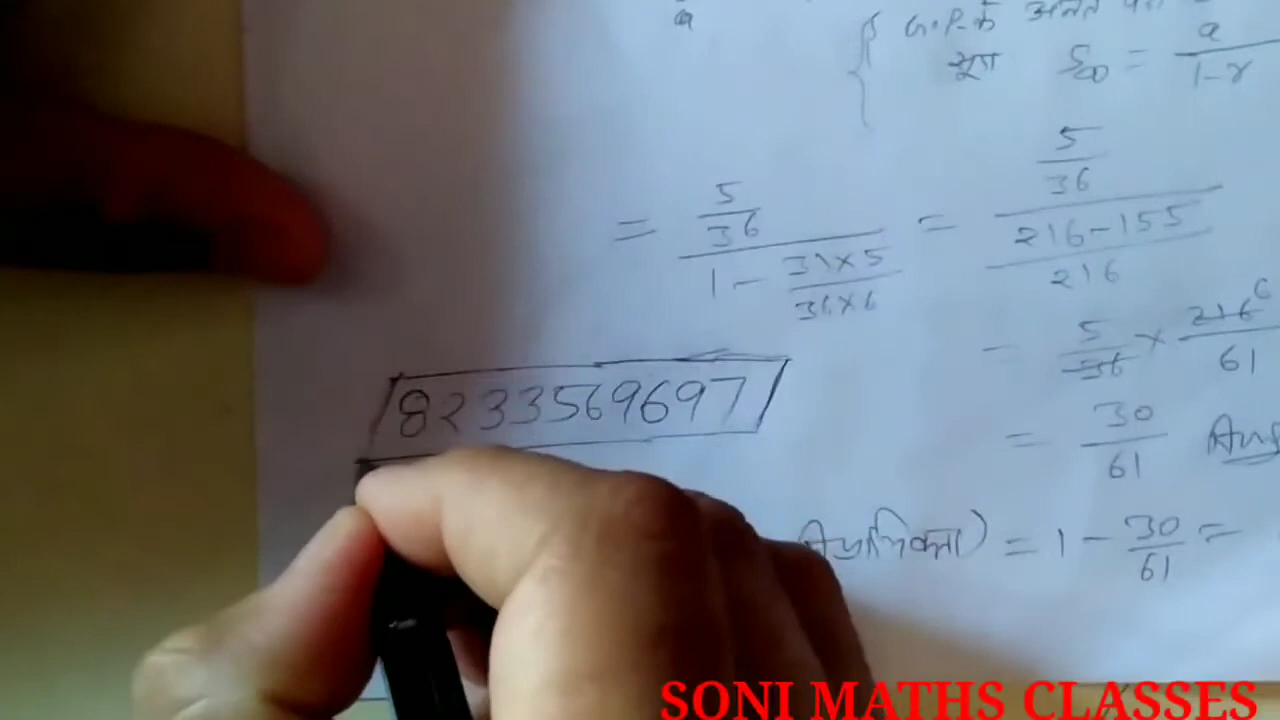 a
G.P. के अनन्त
सूत्र S∞ = a/(1-r)
= (5/36)/(1 - (31×5)/(36×6)) = (5/36)/((216-155)/216)
= 5/36 × 216 6/61
8233569697
= 30/61 Ans
) = 1 - 30/61 =
SONI MATHS CLASSES